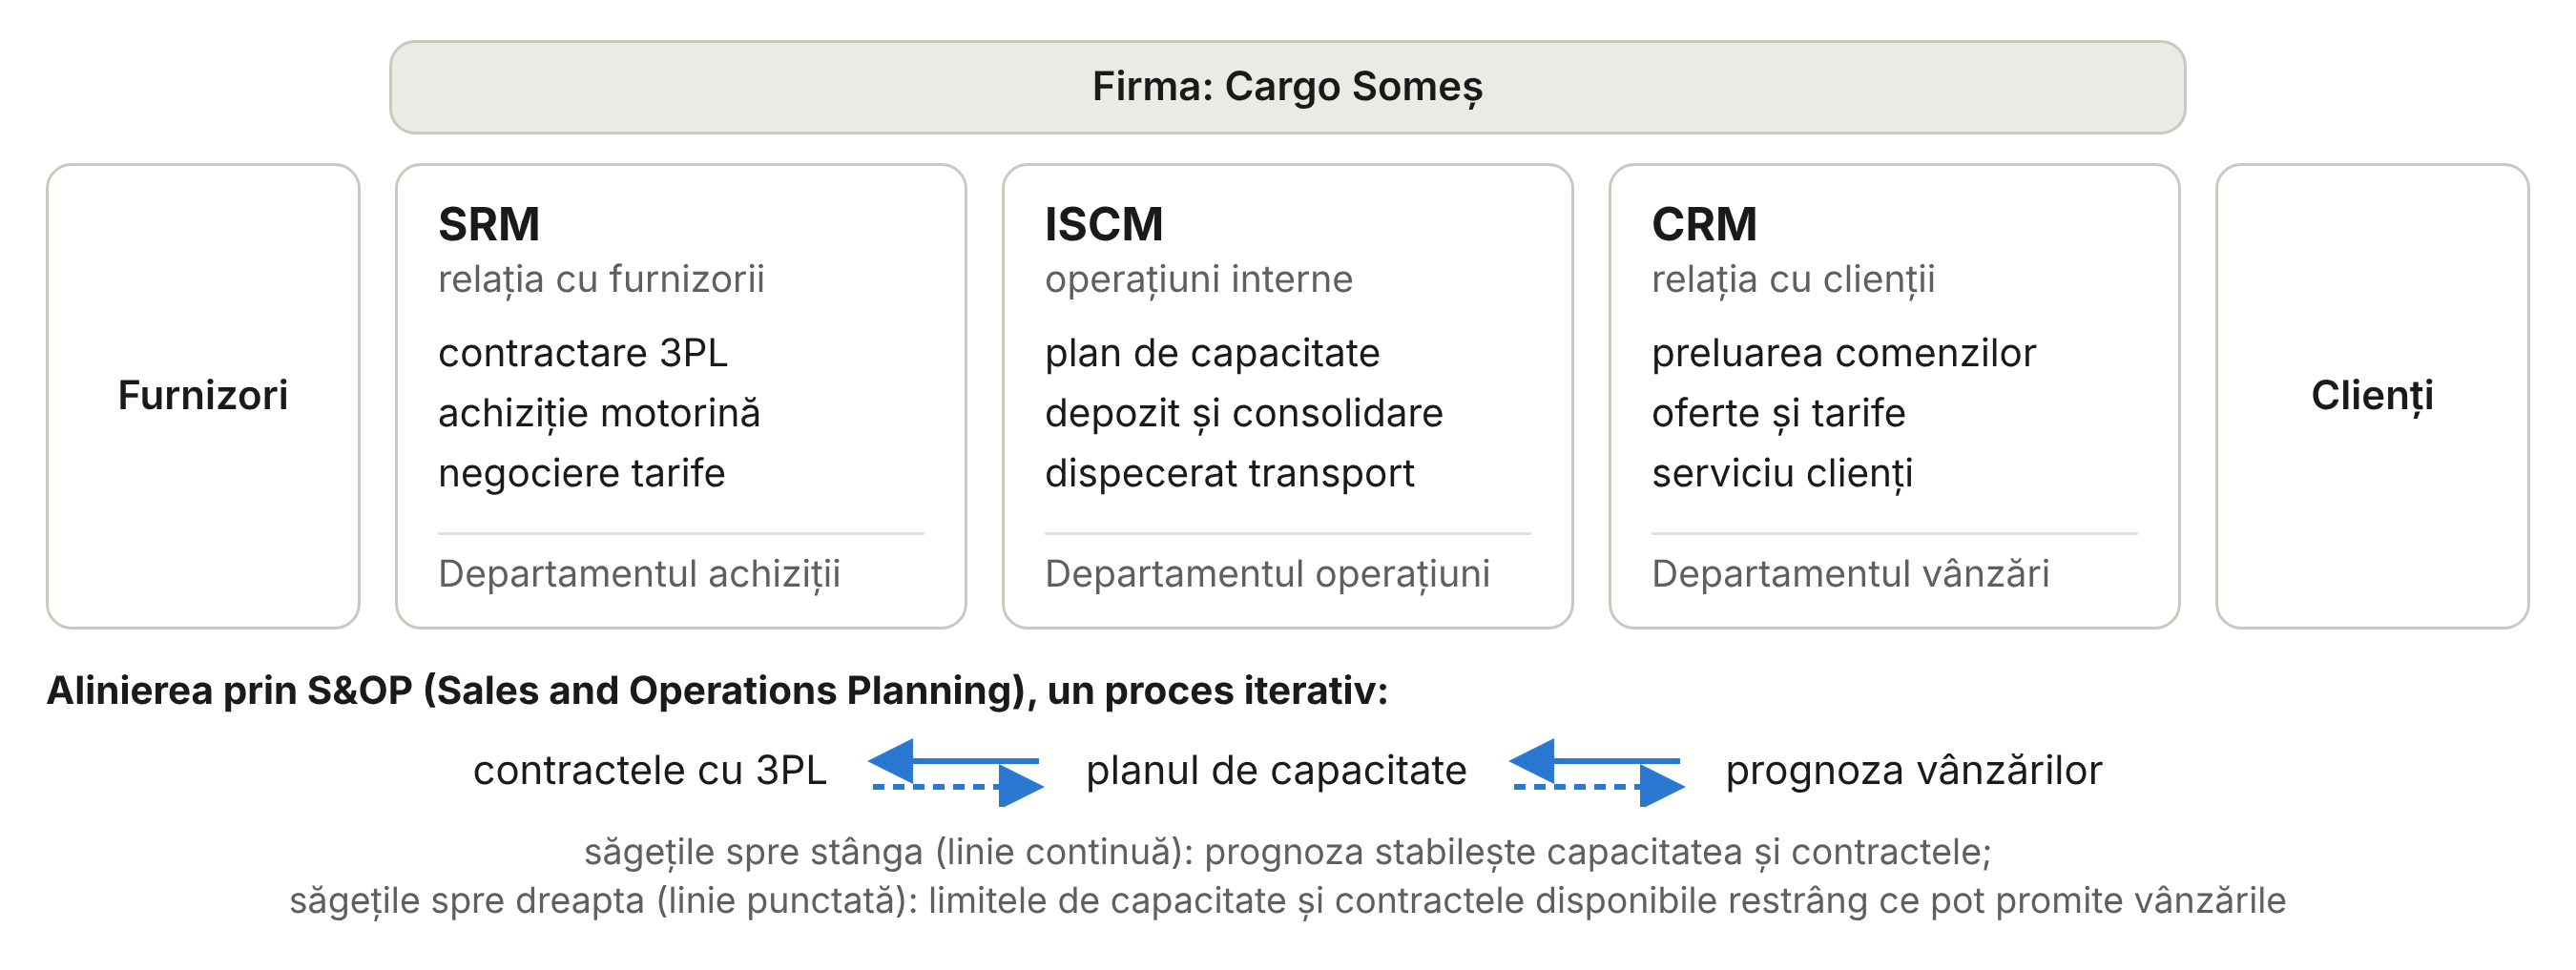 Firma: Cargo Someș
Furnizori
SRM
relația cu furnizorii
contractare 3PL
achiziție motorină
negociere tarife
Departamentul achiziții
ISCM
operațiuni interne
plan de capacitate
depozit și consolidare
dispecerat transport
Departamentul operațiuni
CRM
relația cu clienții
preluarea comenzilor
oferte și tarife
serviciu clienți
Departamentul vânzări
Clienți
Alinierea prin S&OP (Sales and Operations Planning), un proces iterativ:
contractele cu 3PL planul de capacitate prognoza vânzărilor
săgețile spre stânga (linie continuă): prognoza stabilește capacitatea și contractele;
săgețile spre dreapta (linie punctată): limitele de capacitate și contractele disponibile restrâng ce pot promite vânzările